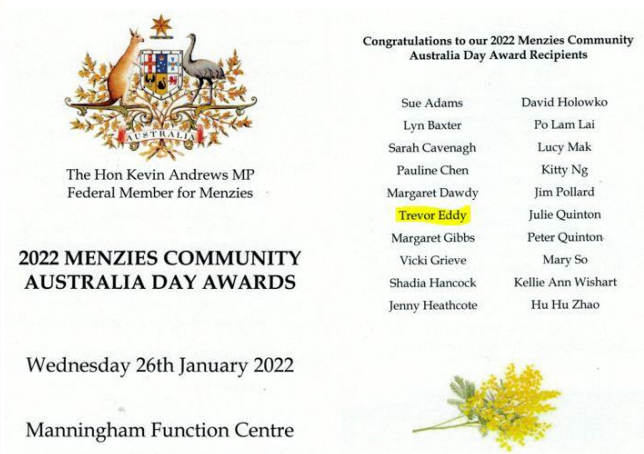 AUSTRALIA
The Hon Kevin Andrews MP
Federal Member for Menzies
2022 MENZIES COMMUNITY
AUSTRALIA DAY AWARDS
Wednesday 26th January 2022
Manningham Function Centre
Congratulations to our 2022 Menzies Community
Australia Day Award Recipients
Sue Adams
Lyn Baxter
Sarah Cavenagh
Pauline Chen
Margaret Dawdy
Trevor Eddy
Margaret Gibbs
Vicki Grieve
Shadia Hancock
Jenny Heathcote
David Holowko
Po Lam Lai
Lucy Mak
Kitty Ng
Jim Pollard
Julie Quinton
Peter Quinton
Mary So
Kellie Ann Wishart
Hu Hu Zhao